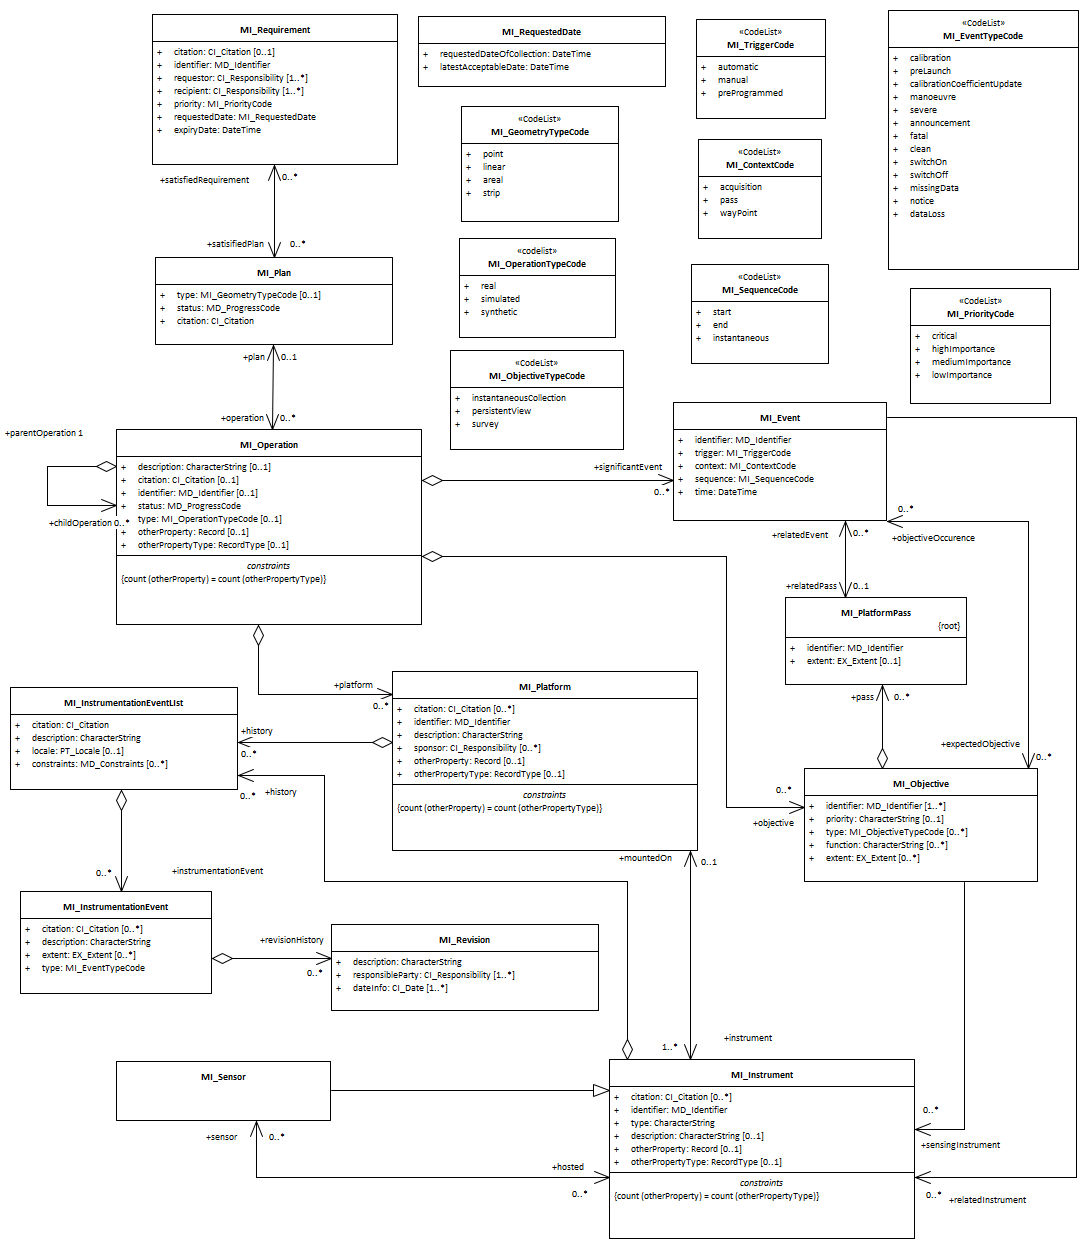 MI_Requirement
+ citation: CI_Citation [0..1]
+ identifier: MD_Identifier
+ requestor: CI_Responsibility [1..*]
+ recipient: CI_Responsibility [1..*]
+ priority: MI_PriorityCode
+ requestedDate: MI_RequestedDate
+ expiryDate: DateTime
MI_RequestedDate
+ requestedDateOfCollection: DateTime
+ latestAcceptableDate: DateTime
«CodeList»
MI_TriggerCode
+ automatic
+ manual
+ preProgrammed
«CodeList»
MI_EventTypeCode
+ calibration
+ preLaunch
+ calibrationCoefficientUpdate
+ manoeuvre
+ severe
+ announcement
+ fatal
+ clean
+ switchOn
+ switchOff
+ missingData
+ notice
+ dataLoss
«CodeList»
MI_GeometryTypeCode
+ point
+ linear
+ areal
+ strip
«CodeList»
MI_ContextCode
+ acquisition
+ pass
+ wayPoint
+satisfiedRequirement
0..*
+satisifiedPlan
0..*
MI_Plan
+ type: MI_GeometryTypeCode [0..1]
+ status: MD_ProgressCode
+ citation: CI_Citation
«codelist»
MI_OperationTypeCode
+ real
+ simulated
+ synthetic
«CodeList»
MI_SequenceCode
+ start
+ end
+ instantaneous
«CodeList»
MI_PriorityCode
+ critical
+ highImportance
+ mediumImportance
+ lowImportance
+plan
0..1
+operation
0..*
«CodeList»
MI_ObjectiveTypeCode
+ instantaneousCollection
+ persistentView
+ survey
+parentOperation 1
+childOperation 0..*
MI_Operation
+ description: CharacterString [0..1]
+ citation: CI_Citation [0..1]
+ identifier: MD_Identifier [0..1]
+ status: MD_ProgressCode
type: MI_OperationTypeCode [0..1]
+ otherProperty: Record [0..1]
+ otherPropertyType: RecordType [0..1]
constraints
{count (otherProperty) = count (otherPropertyType)}
+significantEvent
0..*
MI_Event
+ identifier: MD_Identifier
+ trigger: MI_TriggerCode
+ context: MI_ContextCode
+ sequence: MI_SequenceCode
+ time: DateTime
+relatedEvent
0..*
0..*
+objectiveOccurence
+relatedPass
0..1
MI_PlatformPass
{root}
+ identifier: MD_Identifier
+ extent: EX_Extent [0..1]
+pass
0..*
+expectedObjective
0..*
+platform
0..*
MI_Platform
+ citation: CI_Citation [0..*]
+ identifier: MD_Identifier
+ description: CharacterString
+ sponsor: CI_Responsibility [0..*]
+ otherProperty: Record [0..1]
+ otherPropertyType: RecordType [0..1]
constraints
{count (otherProperty) = count (otherPropertyType)}
MI_InstrumentationEventList
+ citation: CI_Citation
+ description: CharacterString
+ locale: PT_Locale [0..1]
+ constraints: MD_Constraints [0..*]
+history
0..*
0..*
+history
0..*
+objective
MI_Objective
+ identifier: MD_Identifier [1..*]
+ priority: CharacterString [0..1]
+ type: MI_ObjectiveTypeCode [0..*]
+ function: CharacterString [0..*]
+ extent: EX_Extent [0..*]
+mountedOn
0..1
0..*
+instrumentationEvent
MI_InstrumentationEvent
+ citation: CI_Citation [0..*]
+ description: CharacterString
+ extent: EX_Extent [0..*]
+ type: MI_EventTypeCode
+revisionHistory
0..*
MI_Revision
+ description: CharacterString
+ responsibleParty: CI_Responsibility [1..*]
+ dateInfo: CI_Date [1..*]
1..*
+instrument
MI_Sensor
MI_Instrument
+ citation: CI_Citation [0..*]
+ identifier: MD_Identifier
+ type: CharacterString
+ description: CharacterString [0..1]
+ otherProperty: Record [0..1]
+ otherPropertyType: RecordType [0..1]
constraints
{count (otherProperty) = count (otherPropertyType)}
+sensor
0..*
+hosted
0..*
0..*
+sensingInstrument
0..*
+relatedInstrument